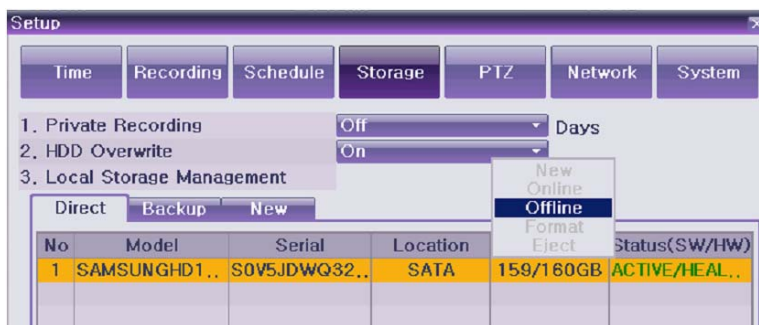 Setup
Time Recording Schedule Storage PTZ Network System
1. Private Recording Off Days
2. HDD Overwrite On
3. Local Storage Management
New
Online
Direct Backup New Offline
Format
No Model Serial Location Eject Status(SW/HW)
1 SAMSUNGHD1.. S0V5JDWQ32.. SATA 159/160GB ACTIVE/HEAL..